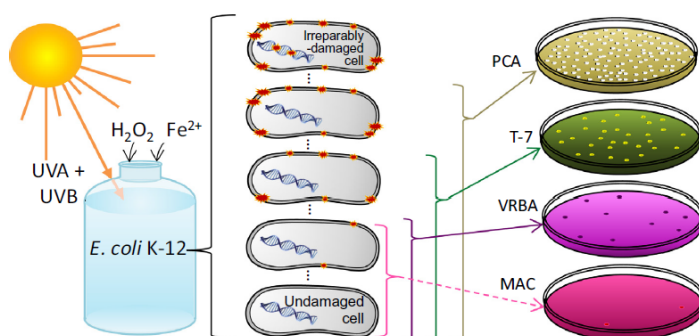 H₂O₂ Fe²⁺
UVA +
UVB
E. coli K-12
Irreparably
-damaged
cell
Undamaged
cell
PCA
T-7
VRBA
MAC